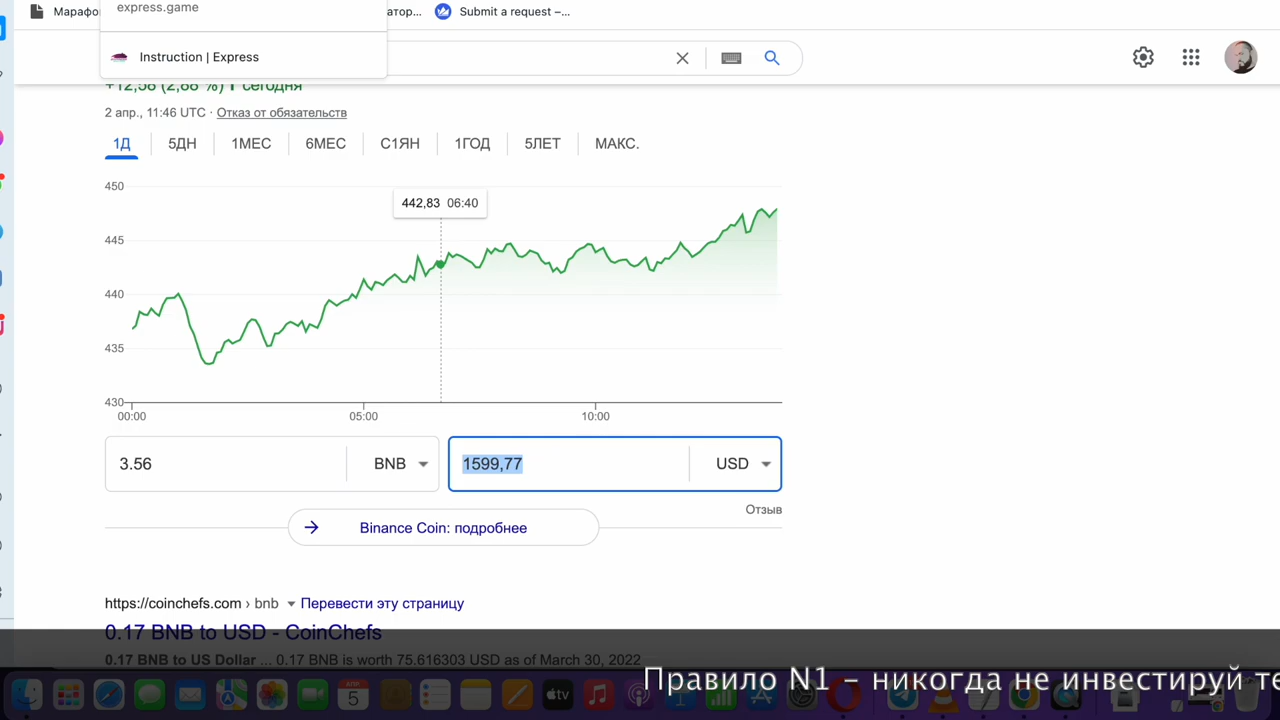 express.game
Марафо
атор...
Submit a request –...
Instruction | Express
+12,58 (2,88 %) сегодня
2 апр., 11:46 UTC · Отказ от обязательств
1Д 5ДН 1МЕС 6МЕС С1ЯН 1ГОД 5ЛЕТ МАКС.
450
442,83 06:40
445
440
435
430
00:00 05:00 10:00
3.56 BNB 1599,77 USD
Отзыв
Binance Coin: подробнее
https://coinchefs.com › bnb Перевести эту страницу
0.17 BNB to USD - CoinChefs
0.17 BNB to US Dollar ... 0.17 BNB is worth 75.616303 USD as of March 30, 2022
АПР
5
tv
Правило N1 – никогда не инвестируй те